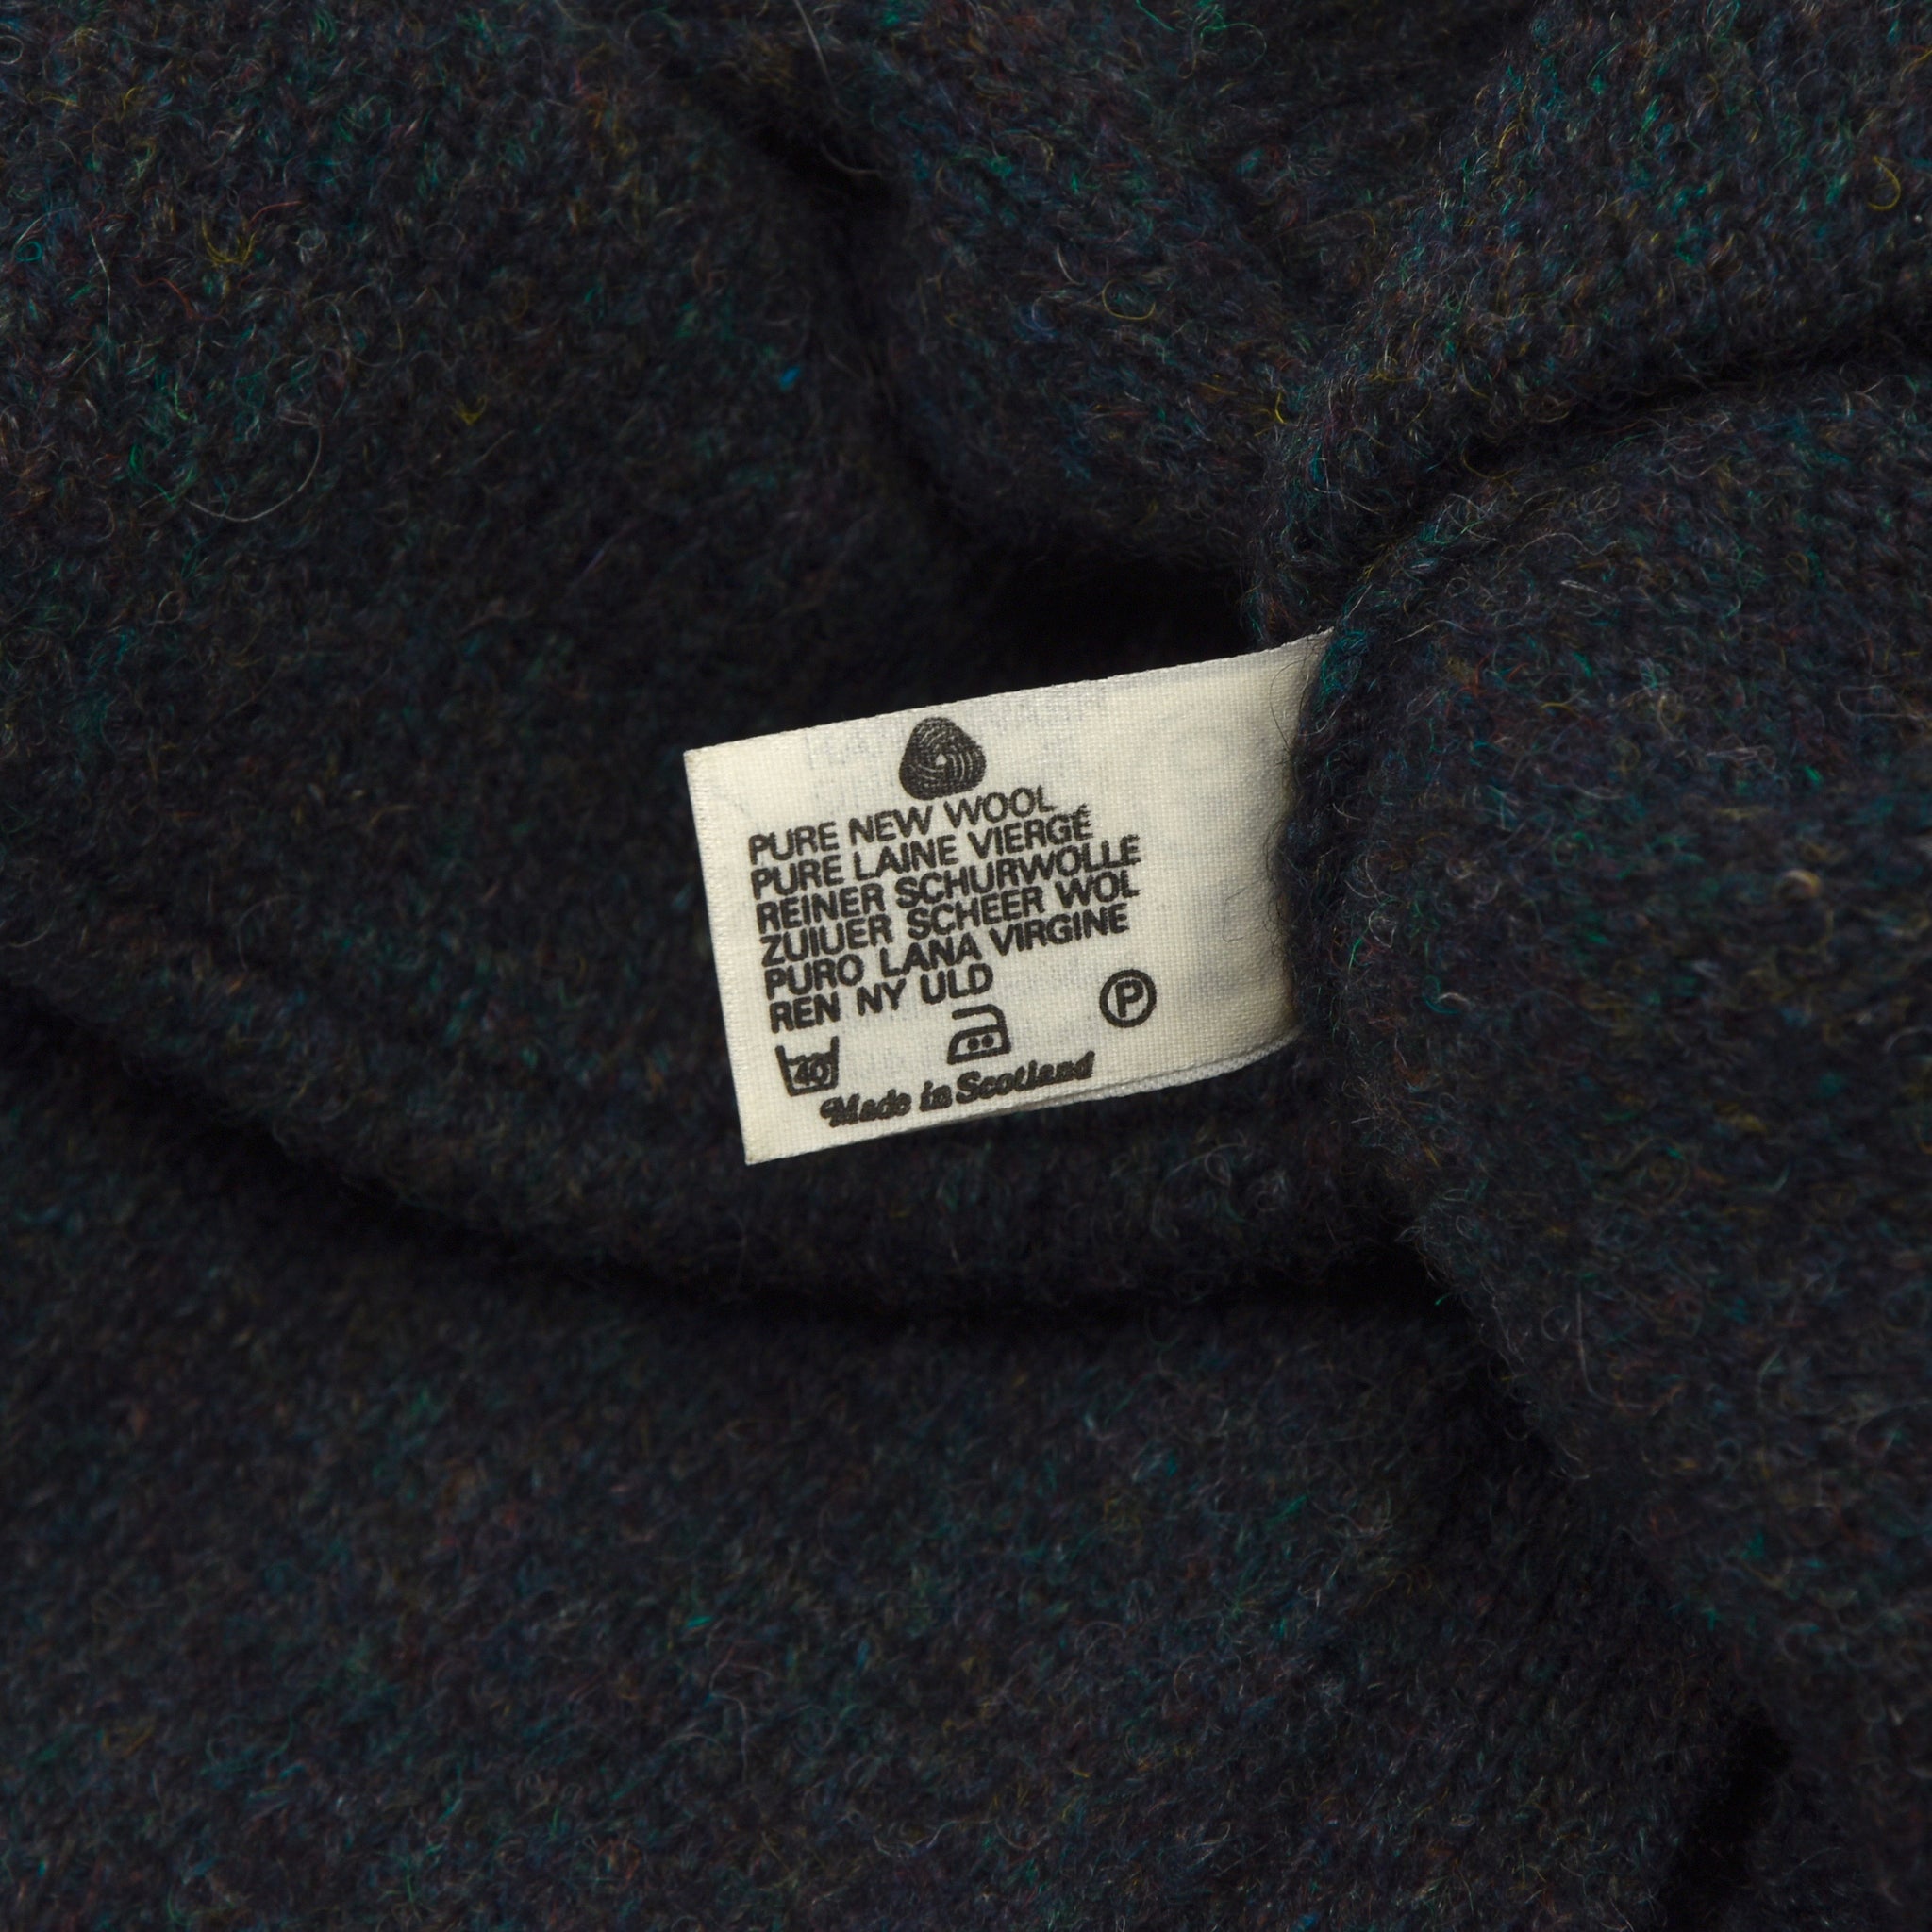 PURE NEW WOOL
PURE LAINE VIERGÉ
REINER SCHURWOLLE
ZUIUER SCHEER WOL
PURO LANA VIRGINE
REN NY ULD
40 P
Made in Scotland